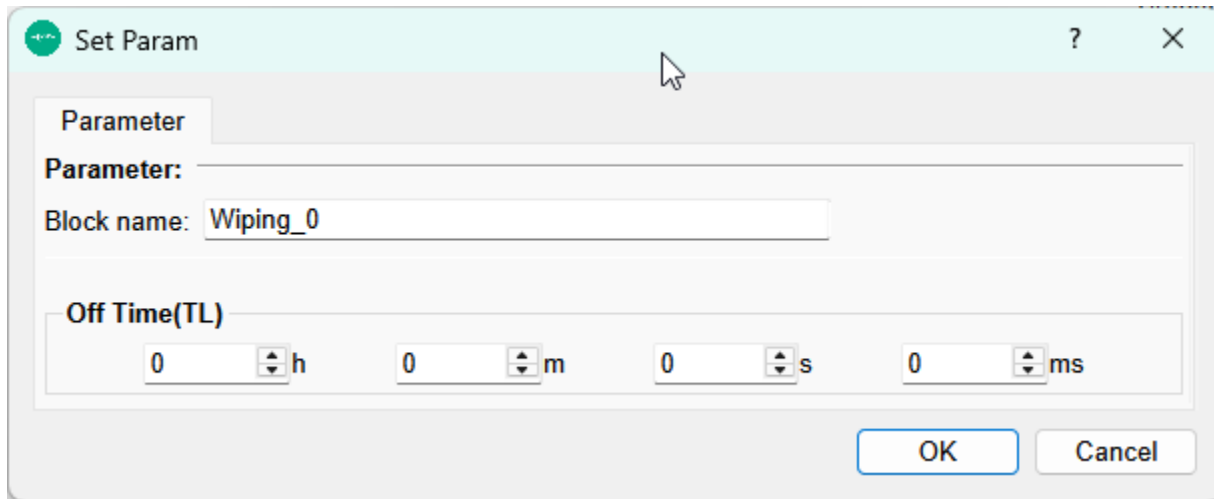 Set Param
?
Parameter
Parameter:
Block name: Wiping_0
Off Time(TL)
0 h 0 m 0 s 0 ms
OK Cancel